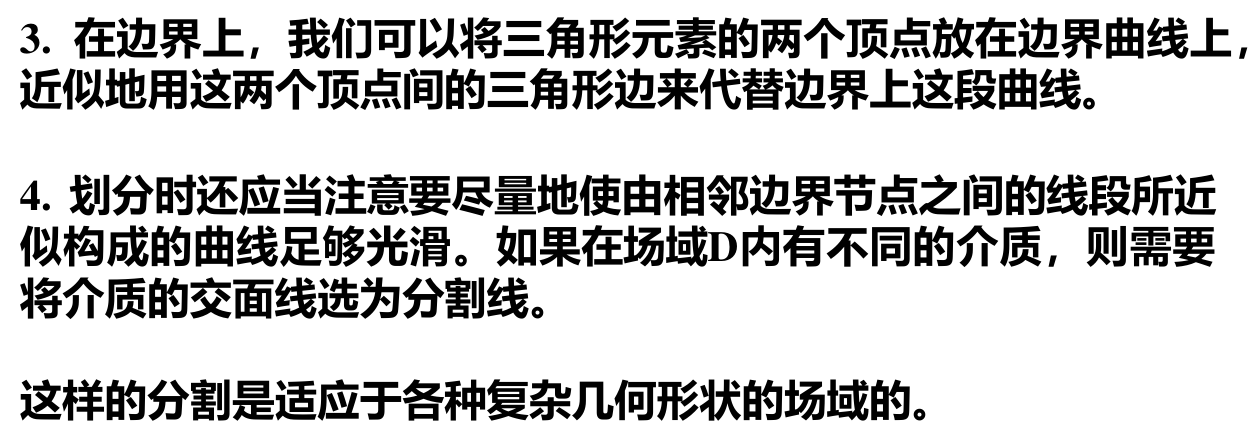 3. 在边界上，我们可以将三角形元素的两个顶点放在边界曲线上，
近似地用这两个顶点间的三角形边来代替边界上这段曲线。
4. 划分时还应当注意要尽量地使由相邻边界节点之间的线段所近
似构成的曲线足够光滑。如果在场域D内有不同的介质，则需要
将介质的交面线选为分割线。
这样的分割是适应于各种复杂几何形状的场域的。